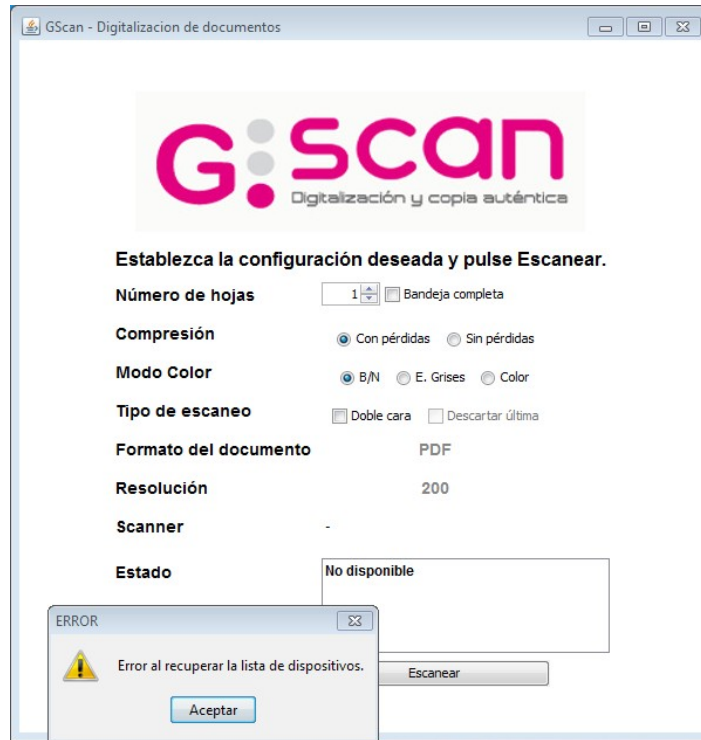 GScan - Digitalizacion de documentos
G scan
Digitalización y copia auténtica
Establezca la configuración deseada y pulse Escanear.
Número de hojas 1 Bandeja completa
Compresión Con pérdidas Sin pérdidas
Modo Color B/N E. Grises Color
Tipo de escaneo Doble cara Descartar última
Formato del documento PDF
Resolución 200
Scanner -
Estado No disponible
ERROR
Error al recuperar la lista de dispositivos.
Aceptar
Escanear